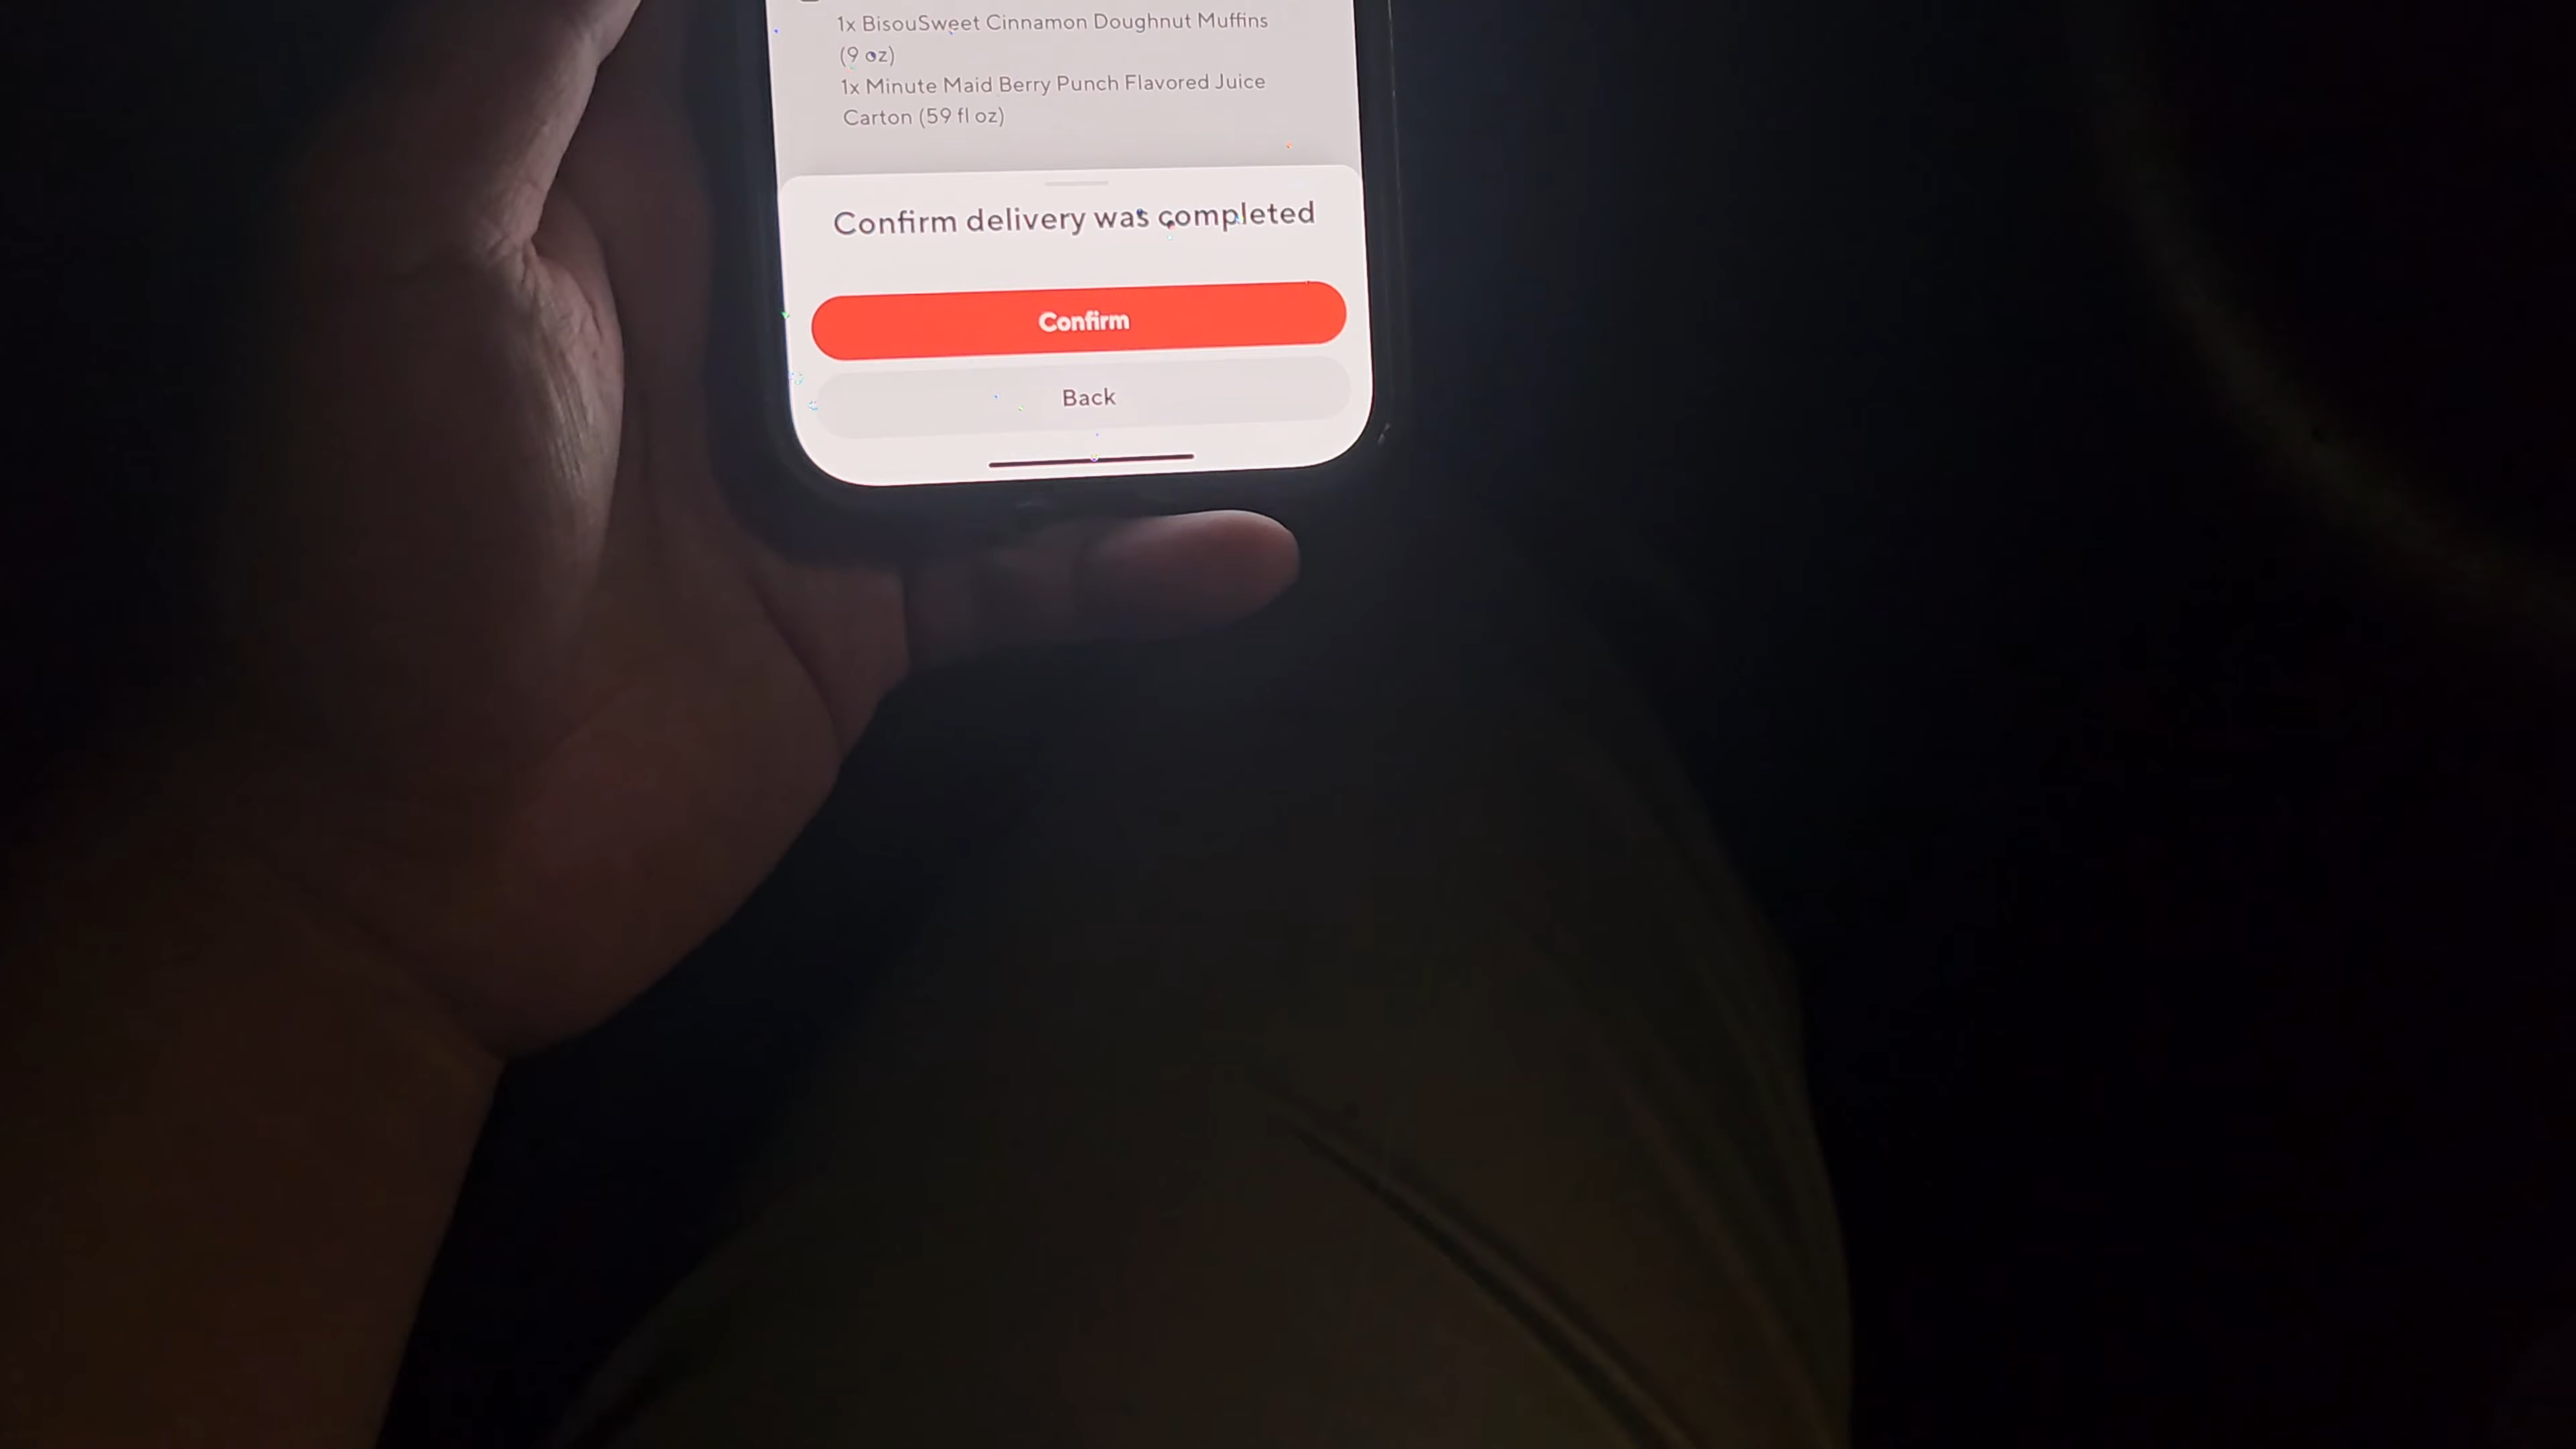 1x BisouSweet Cinnamon Doughnut Muffins
(9 oz)
1x Minute Maid Berry Punch Flavored Juice
Carton (59 fl oz)
Confirm delivery was completed
Confirm
Back